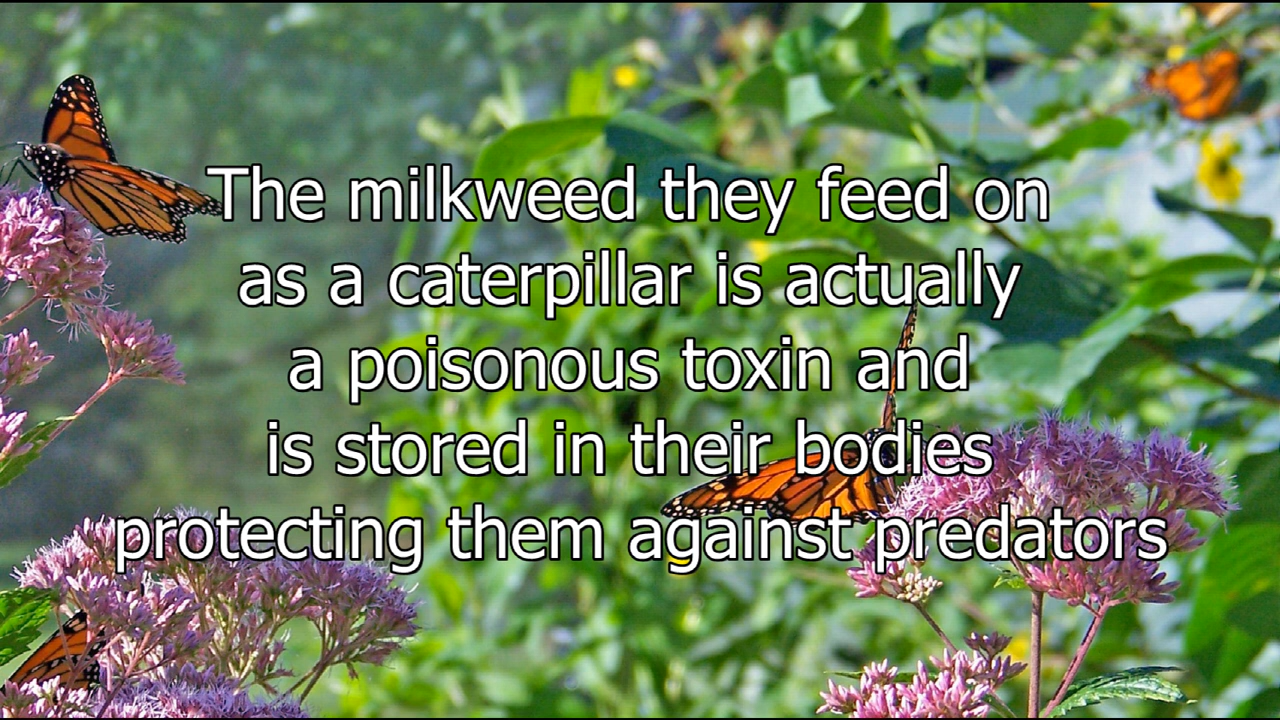 The milkweed they feed on
as a caterpillar is actually
a poisonous toxin and
is stored in their bodies
protecting them against predators